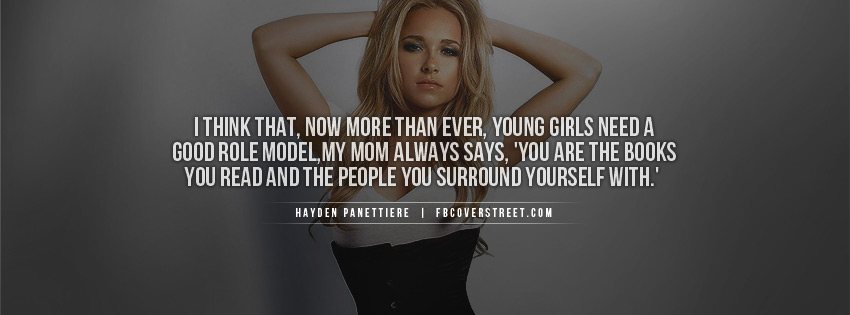 I THINK THAT, NOW MORE THAN EVER, YOUNG GIRLS NEED A
GOOD ROLE MODEL,MY MOM ALWAYS SAYS, 'YOU ARE THE BOOKS
YOU READ AND THE PEOPLE YOU SURROUND YOURSELF WITH.'
HAYDEN PANETTIERE | FBCOVERSTREET.COM